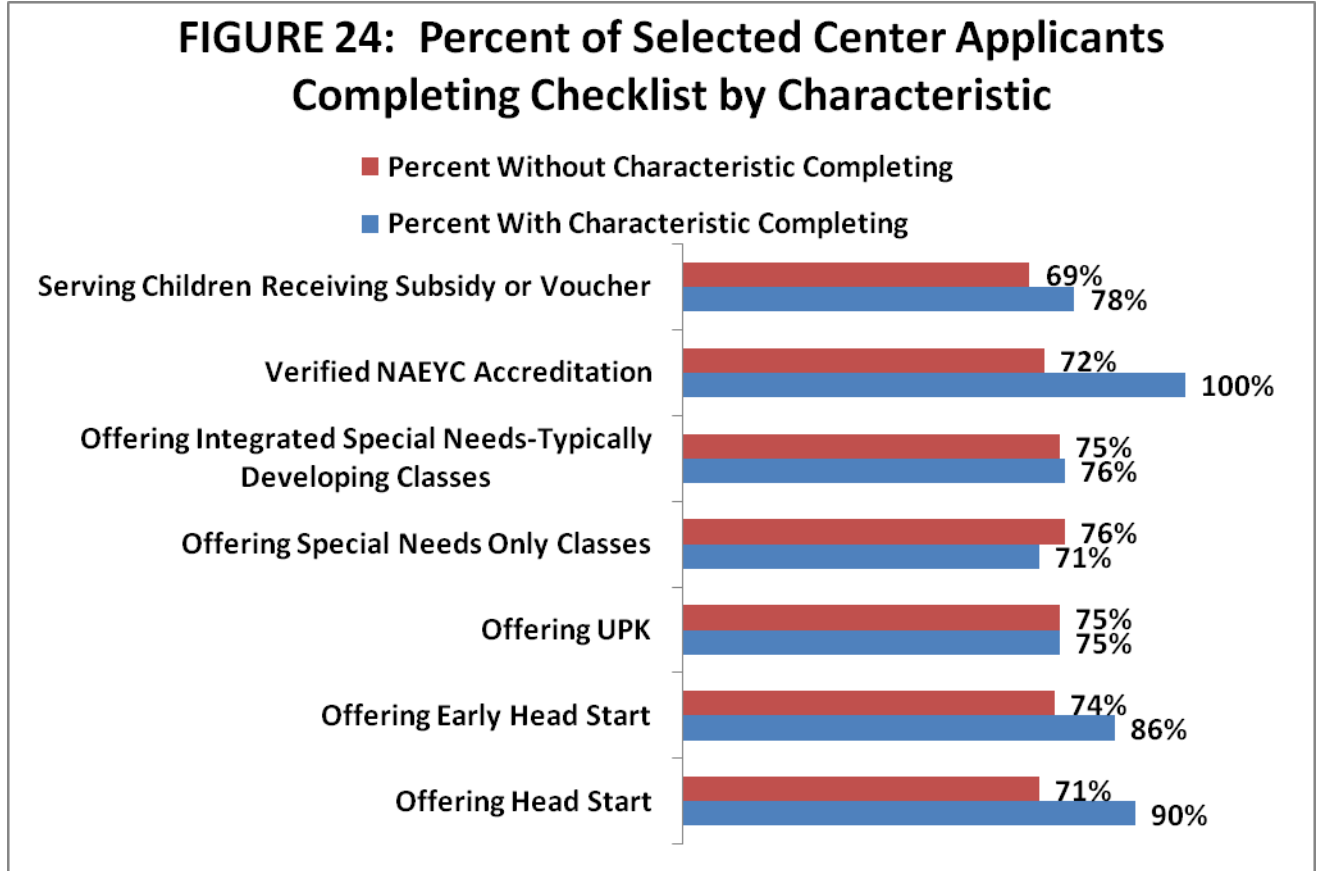 FIGURE 24: Percent of Selected Center Applicants
Completing Checklist by Characteristic
Percent Without Characteristic Completing
Percent With Characteristic Completing
Serving Children Receiving Subsidy or Voucher
69%
78%
Verified NAEYC Accreditation
72%
100%
Offering Integrated Special Needs-Typically
Developing Classes
75%
76%
Offering Special Needs Only Classes
76%
71%
Offering UPK
75%
75%
Offering Early Head Start
74%
86%
Offering Head Start
71%
90%